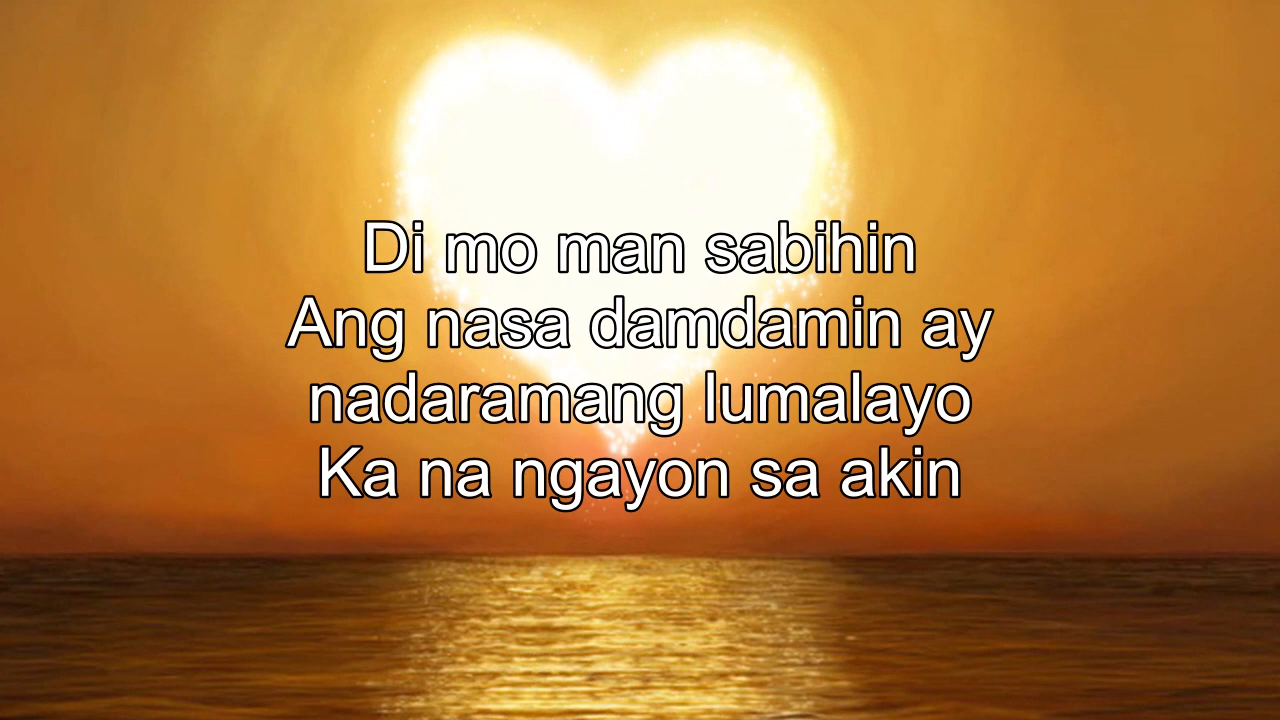 Di mo man sabihin
Ang nasa damdamin ay
nadaramang lumalayo
Ka na ngayon sa akin